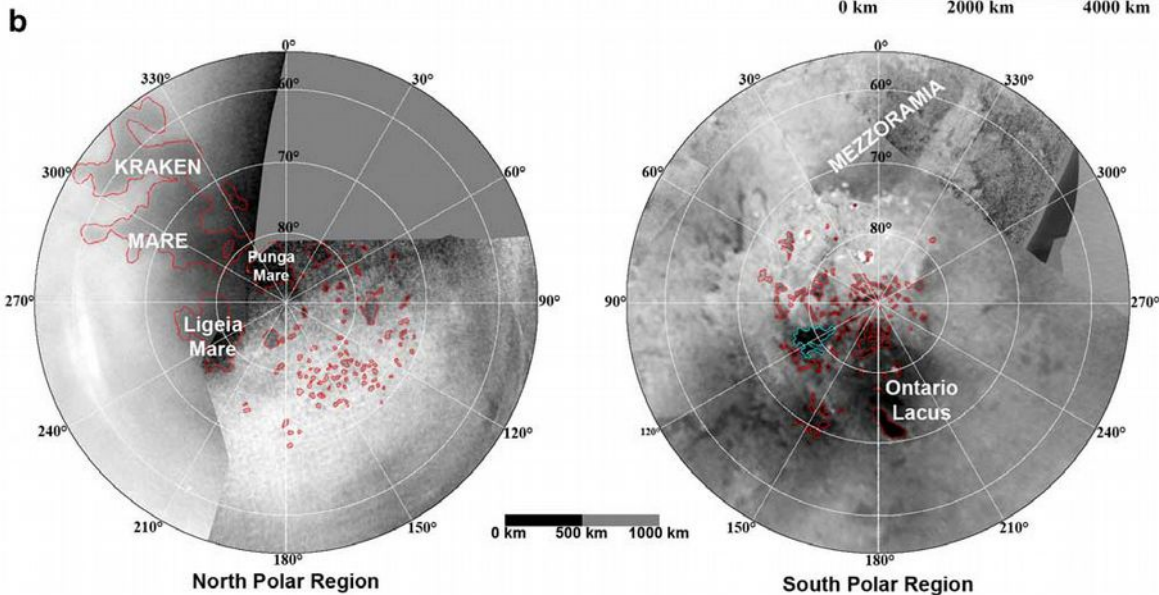 0 km 2000 km 4000 km
b
0°
330°
30°
60°
300°
70°
60°
KRAKEN
MARE
80°
Punga
Mare
270°
90°
Ligeia
Mare
240°
120°
210°
150°
180°
North Polar Region
0 km 500 km 1000 km
0°
30°
330°
60°
MEZZORAMIA
60°
70°
300°
80°
90°
270°
Ontario
Lacus
120°
240°
150°
210°
180°
South Polar Region